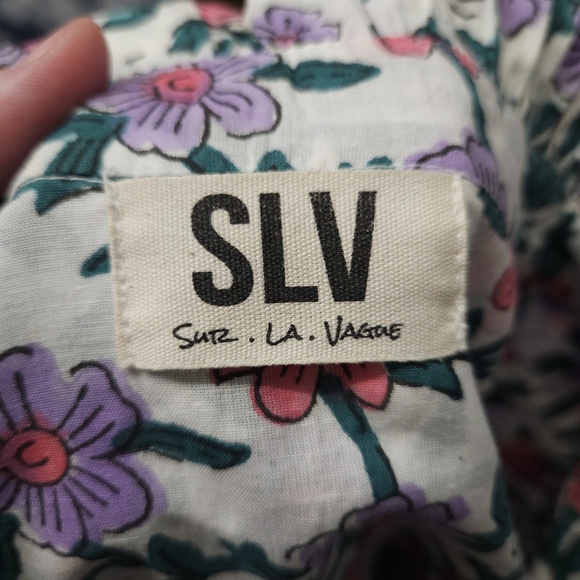 SLV
SUR . LA . VAGUE